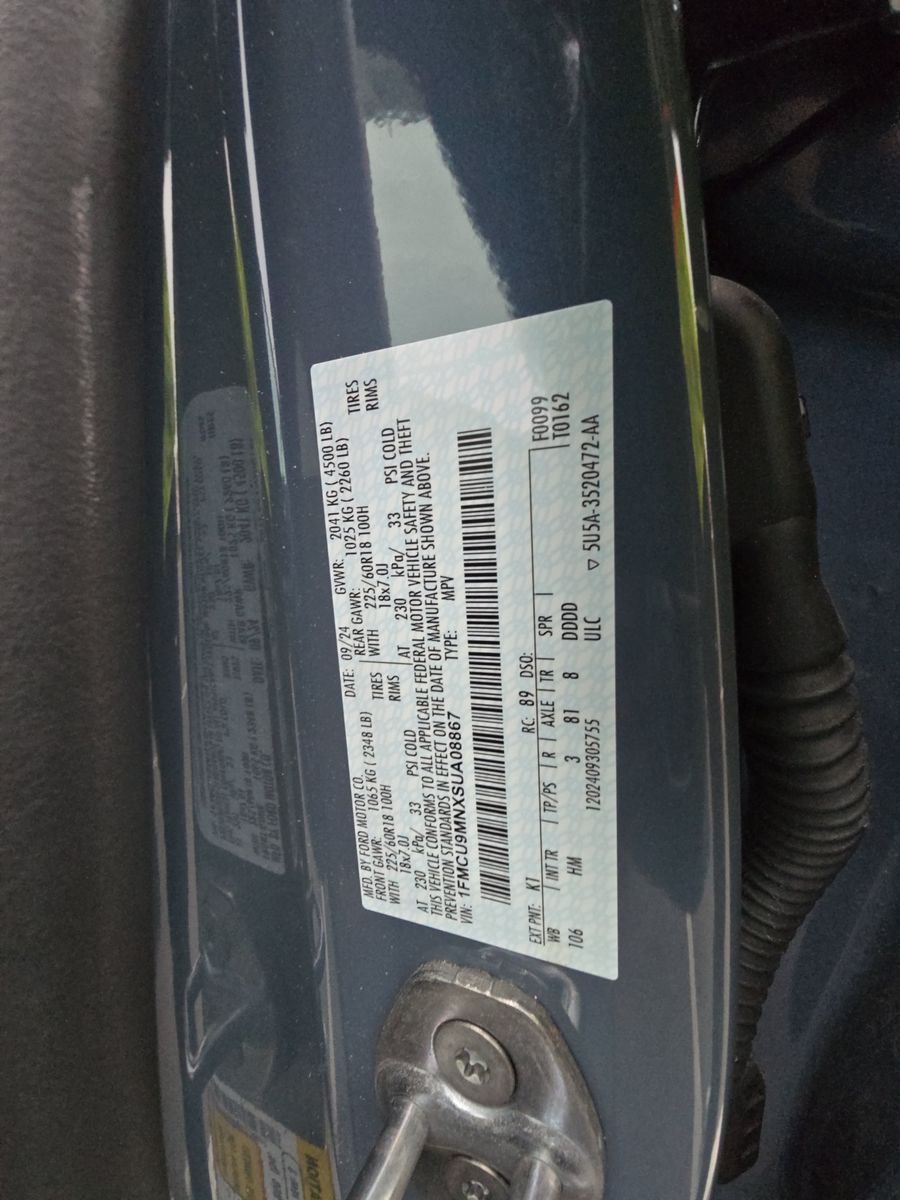 MFD. BY FORD MOTOR CO. DATE: 09/24 GVWR: 2041 KG ( 4500 LB)
FRONT GAWR: 1065 KG ( 2348 LB) REAR GAWR: 1025 KG ( 2260 LB)
WITH 225/60R18 100H TIRES WITH 225/60R18 100H TIRES
18x7.0J RIMS 18x7.0J RIMS
AT 230 kPa/ 33 PSI COLD AT 230 kPa/ 33 PSI COLD
THIS VEHICLE CONFORMS TO ALL APPLICABLE FEDERAL MOTOR VEHICLE SAFETY AND THEFT
PREVENTION STANDARDS IN EFFECT ON THE DATE OF MANUFACTURE SHOWN ABOVE.
VIN: 1FMCU9MNXSUA08867 TYPE: MPV
EXT PNT: K1 RC: 89 DSO: F0099
WB INT TR TP/PS R AXLE TR SPR T0162
106 HM 3 81 8 DDDD
1202409305755 ULC ▽ 5U5A-3520472-AA